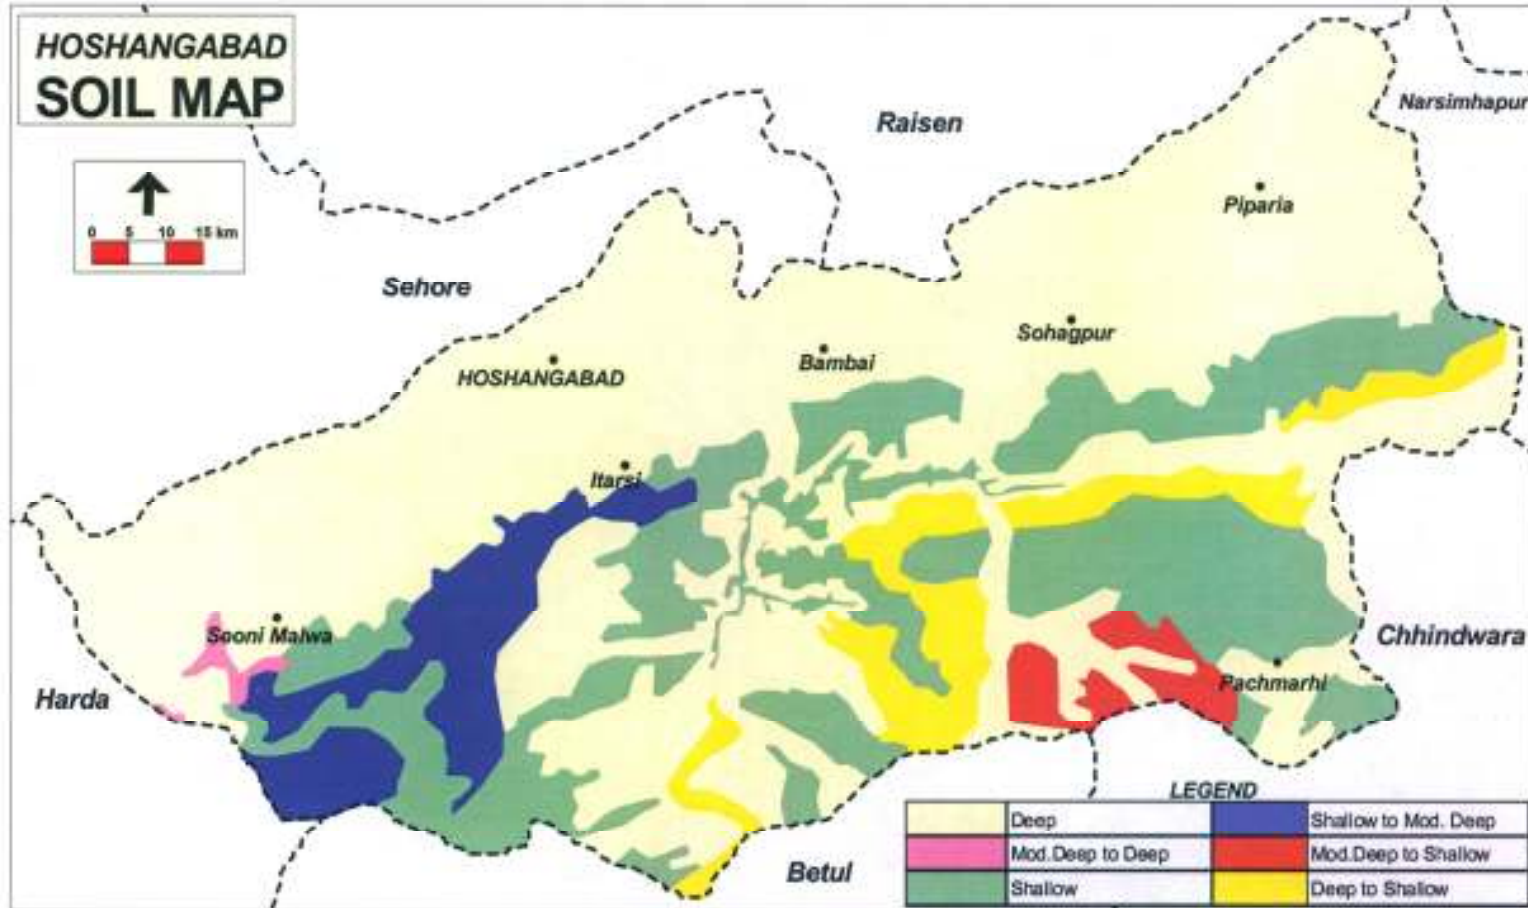 HOSHANGABAD
SOIL MAP
Narsimhapur
Raisen
Piparia
0 5 10 15 km
Sehore
Sohagpur
Bambai
HOSHANGABAD
Itarsi
Seoni Malwa
Chhindwara
Pachmarhi
Harda
LEGEND
Deep
Shallow to Mod. Deep
Mod.Deep to Deep
Mod.Deep to Shallow
Betul
Shallow
Deep to Shallow